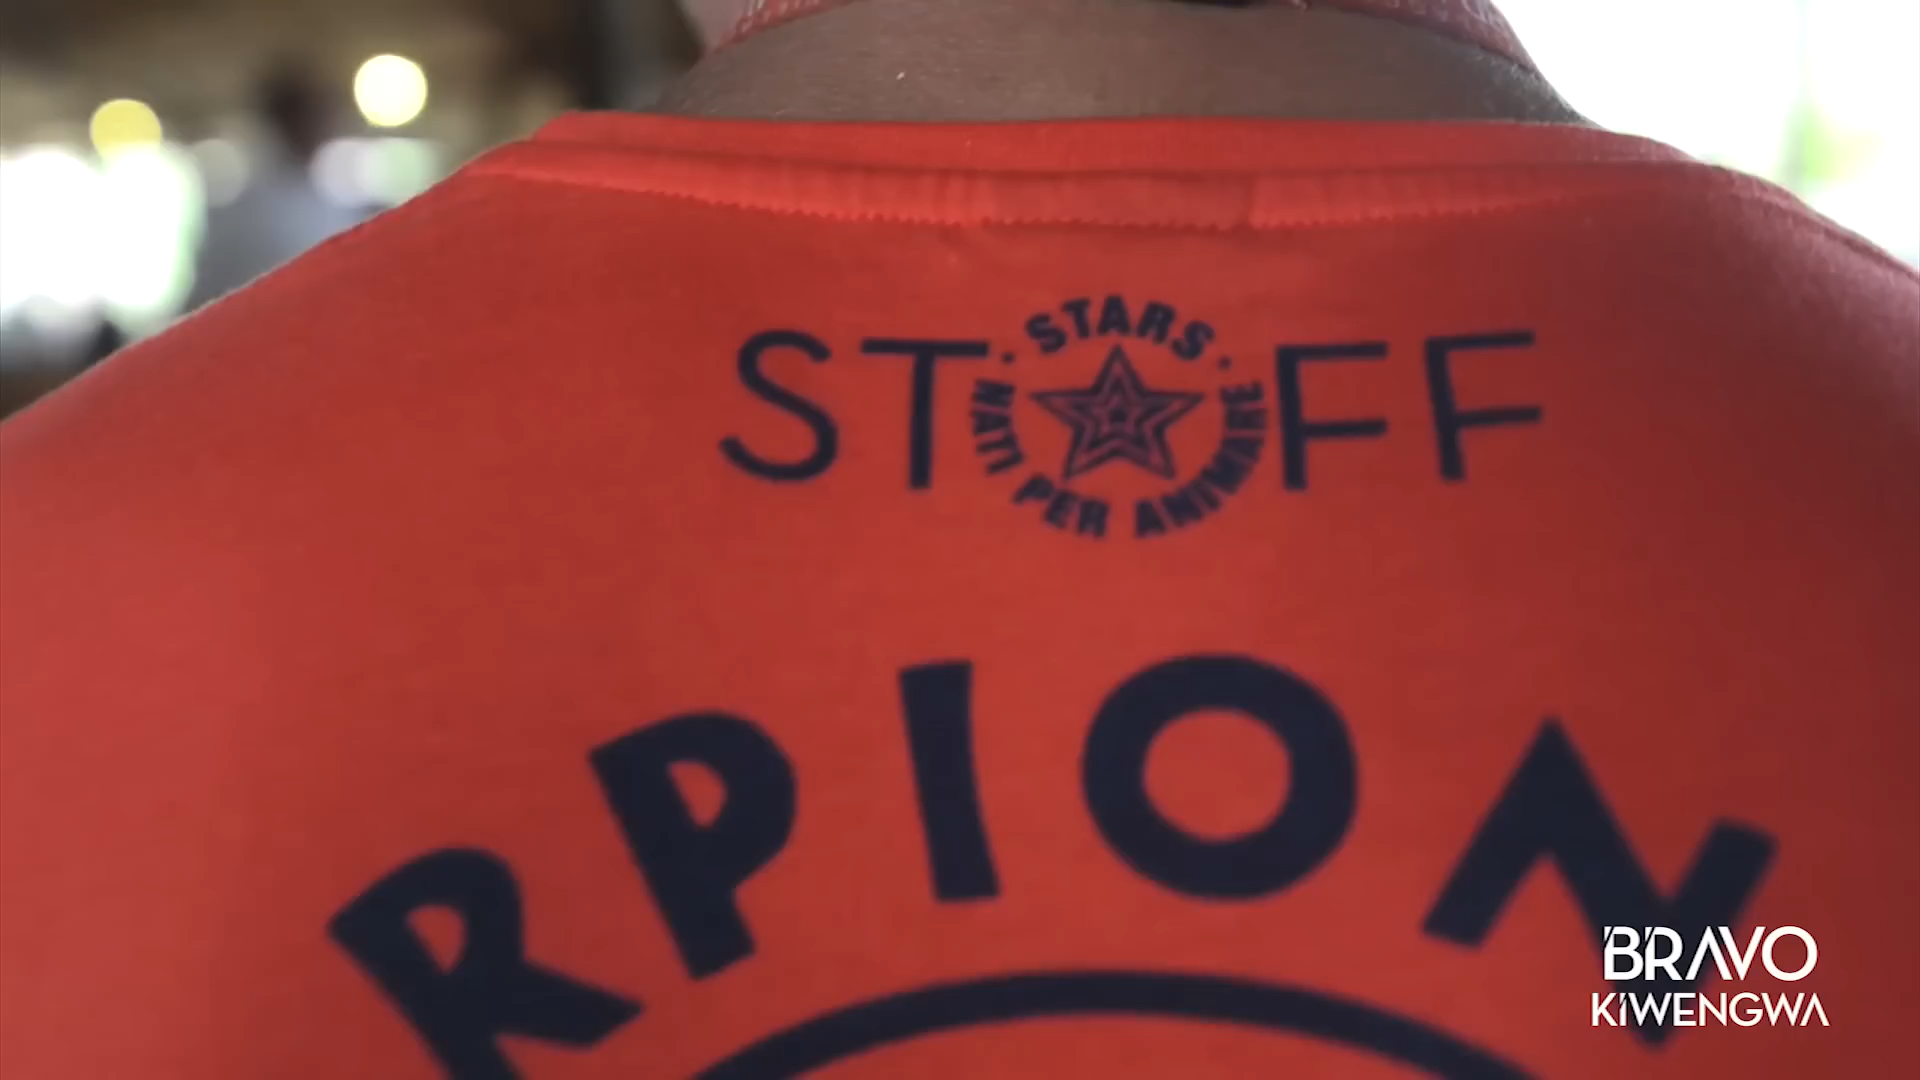 ST FF
STARS
NATI PER ANIMARE
RPION
BRAVO
KIWENGWA